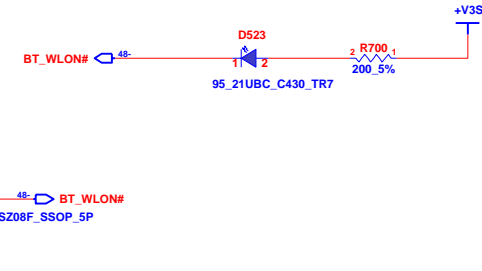 +V3S
D523
BT_WLON# 48- 1 2 2 R700 1
200_5%
95_21UBC_C430_TR7
48- BT_WLON#
SZ08F_SSOP_5P